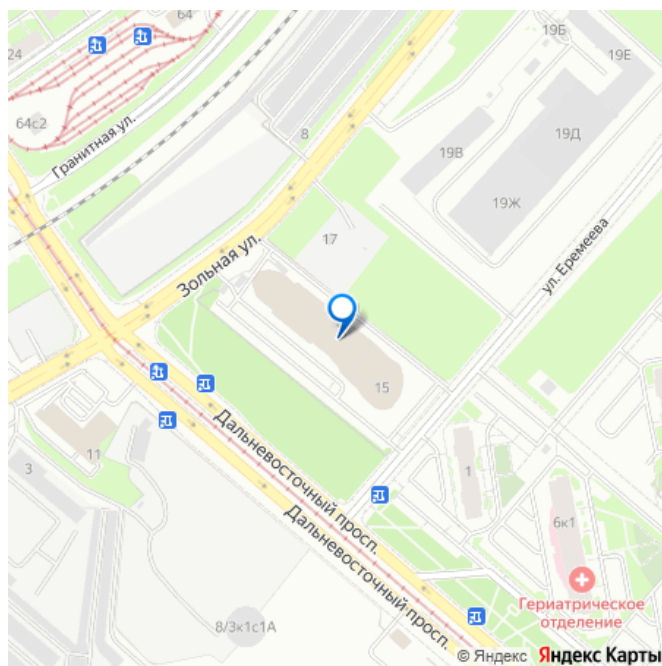 64
24
64с2
Гранитная ул.
8
19Б
19Е
19Д
19В
19Ж
17
Зольная ул.
ул. Еремеева
15
Дальневосточный просп.
Дальневосточный просп.
11
3
1
6к1
Гериатрическое
отделение
8/3к1с1А
© Яндекс Яндекс Карты